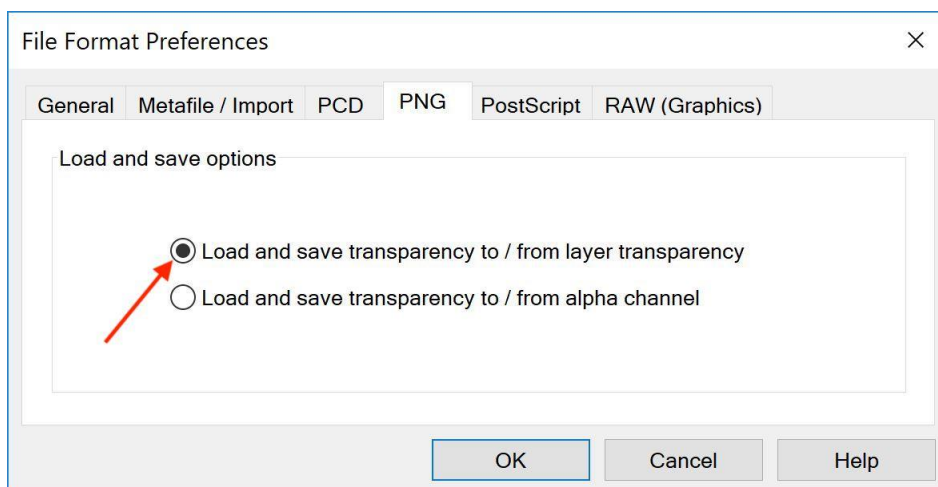 File Format Preferences
General Metafile / Import PCD PNG PostScript RAW (Graphics)
Load and save options
Load and save transparency to / from layer transparency
Load and save transparency to / from alpha channel
OK Cancel Help